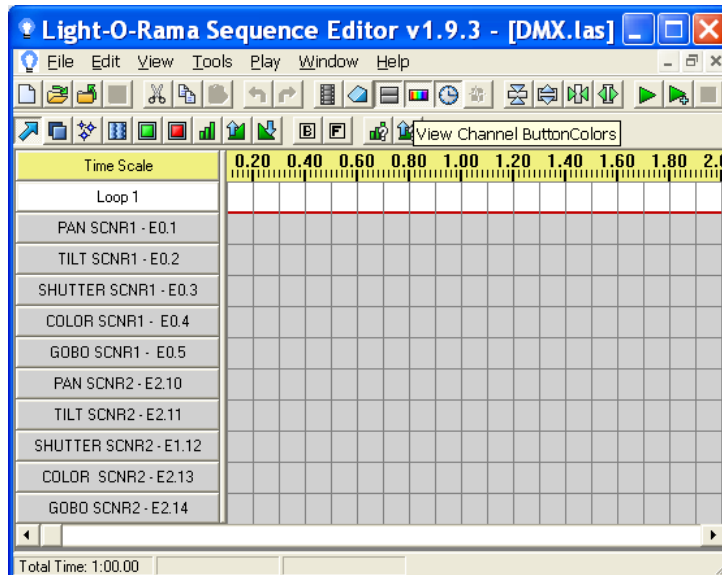 Light-O-Rama Sequence Editor v1.9.3 - [DMX.las]
File Edit View Tools Play Window Help
B F
View Channel ButtonColors
Time Scale 0.20 0.40 0.60 0.80 1.00 1.20 1.40 1.60 1.80 2.0
Loop 1
PAN SCNR1 - E0.1
TILT SCNR1 - E0.2
SHUTTER SCNR1 - E0.3
COLOR SCNR1 - E0.4
GOBO SCNR1 - E0.5
PAN SCNR2 - E2.10
TILT SCNR2 - E2.11
SHUTTER SCNR2 - E1.12
COLOR SCNR2 - E2.13
GOBO SCNR2 - E2.14
Total Time: 1:00.00